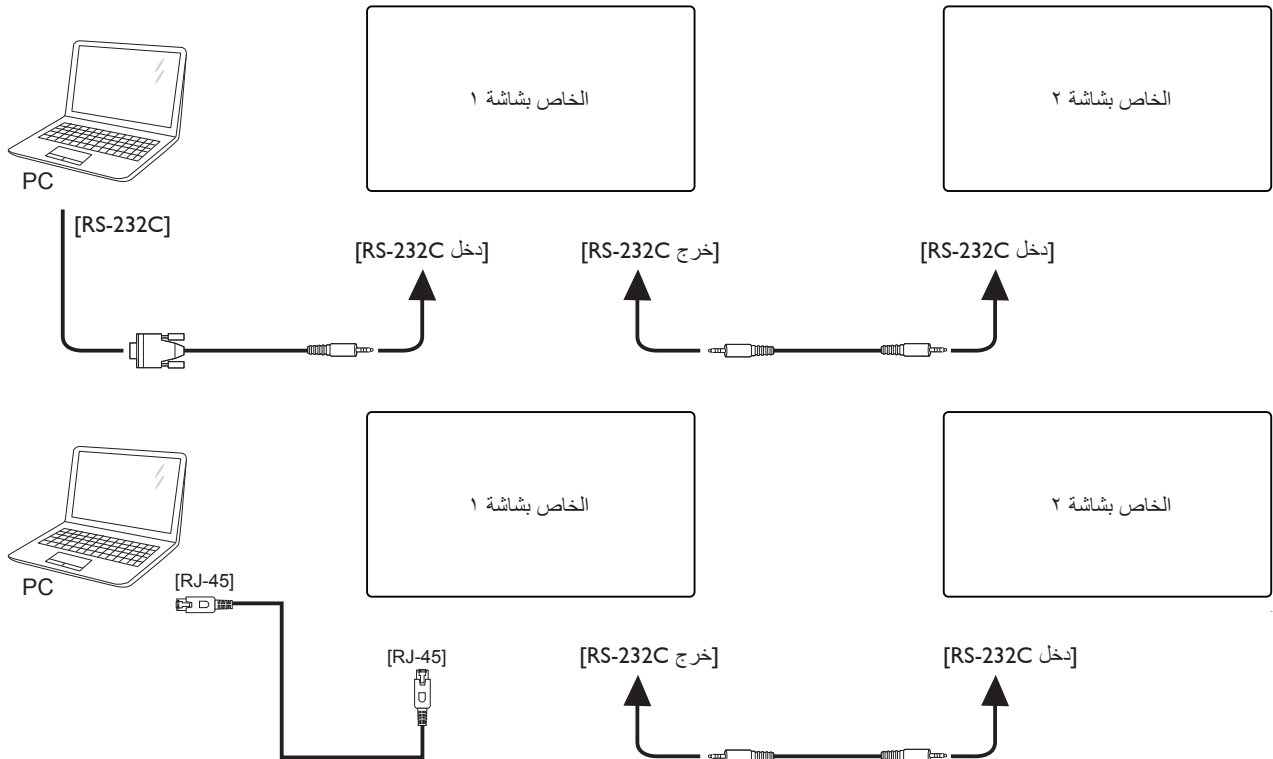 الخاص بشاشة ١
الخاص بشاشة ٢
PC
[RS-232C]
[دخل RS-232C]
[خرج RS-232C]
[دخل RS-232C]
الخاص بشاشة ١
الخاص بشاشة ٢
PC
[RJ-45]
[RJ-45]
[خرج RS-232C]
[دخل RS-232C]